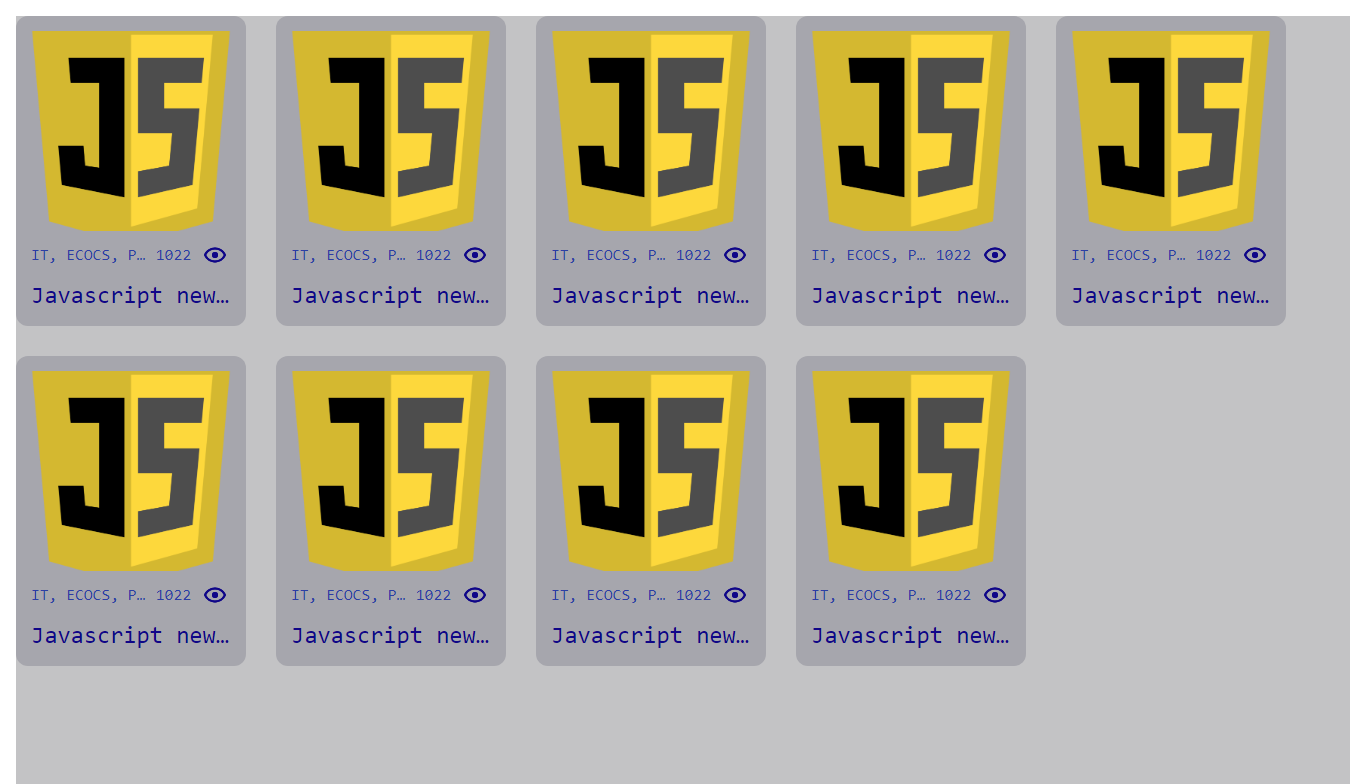 JS JS JS JS JS
IT, ECOCS, P… 1022 IT, ECOCS, P… 1022 IT, ECOCS, P… 1022 IT, ECOCS, P… 1022 IT, ECOCS, P… 1022
Javascript new… Javascript new… Javascript new… Javascript new… Javascript new…
JS JS JS JS
IT, ECOCS, P… 1022 IT, ECOCS, P… 1022 IT, ECOCS, P… 1022 IT, ECOCS, P… 1022
Javascript new… Javascript new… Javascript new… Javascript new…